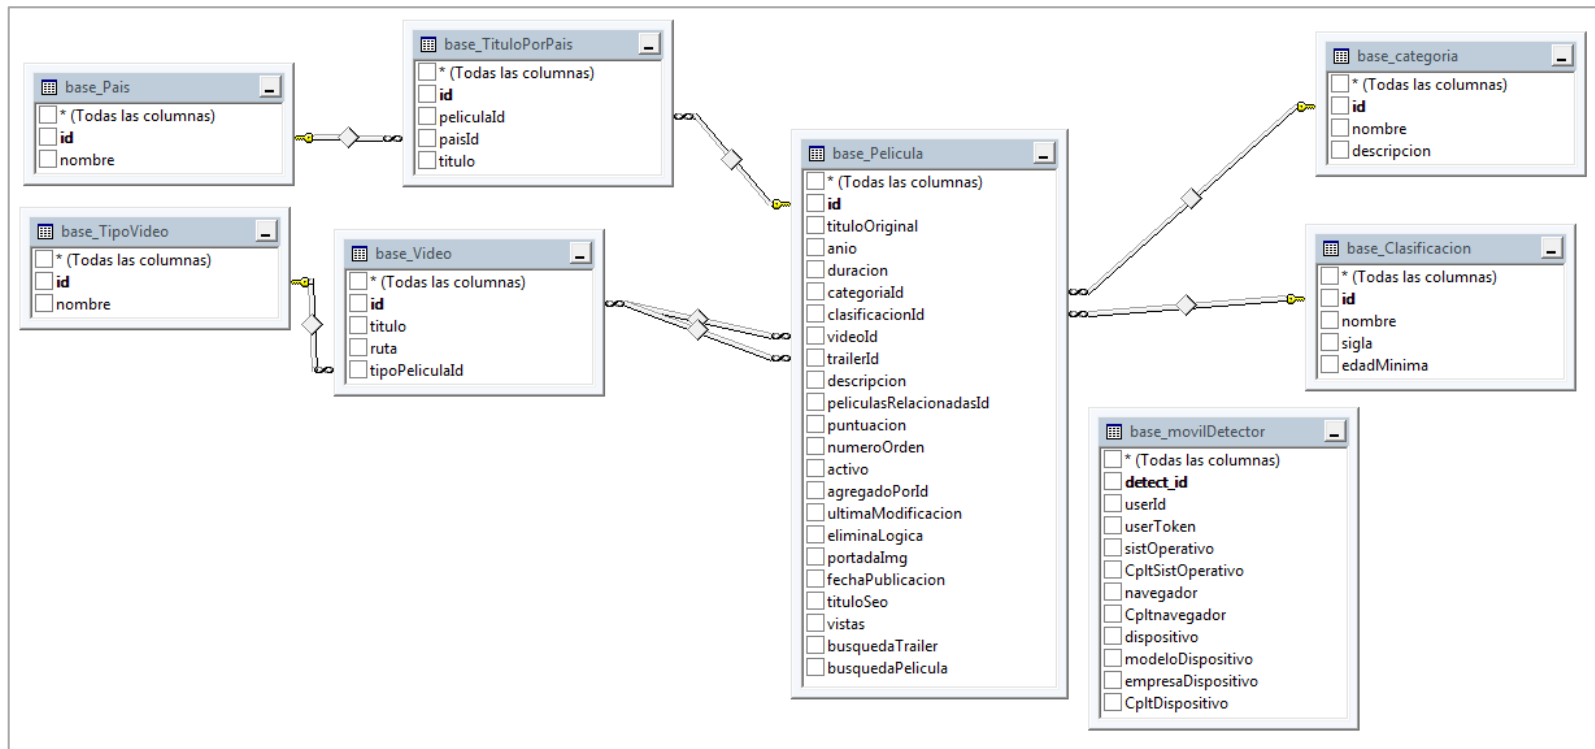 base_Pais
* (Todas las columnas)
id
nombre
base_TituloPorPais
* (Todas las columnas)
id
peliculaId
paisId
titulo
base_TipoVideo
* (Todas las columnas)
id
nombre
base_Video
* (Todas las columnas)
id
titulo
ruta
tipoPeliculaId
base_Pelicula
* (Todas las columnas)
id
tituloOriginal
anio
duracion
categoriaId
clasificacionId
videoId
trailerId
descripcion
peliculasRelacionadasId
puntuacion
numeroOrden
activo
agregadoPorId
ultimaModificacion
eliminaLogica
portadaImg
fechaPublicacion
tituloSeo
vistas
busquedaTrailer
busquedaPelicula
base_categoria
* (Todas las columnas)
id
nombre
descripcion
base_Clasificacion
* (Todas las columnas)
id
nombre
sigla
edadMinima
base_movilDetector
* (Todas las columnas)
detect_id
userId
userToken
sistOperativo
CpltSistOperativo
navegador
Cpltnavegador
dispositivo
modeloDispositivo
empresaDispositivo
CpltDispositivo